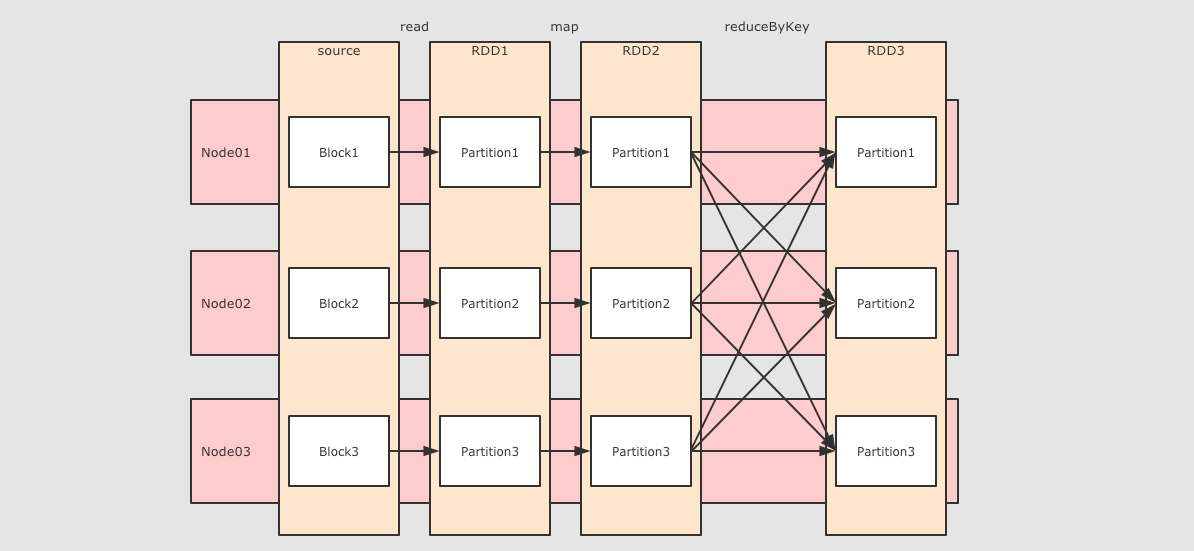 read
map
reduceByKey
source
RDD1
RDD2
RDD3
Node01
Block1
Partition1
Partition1
Partition1
Node02
Block2
Partition2
Partition2
Partition2
Node03
Block3
Partition3
Partition3
Partition3